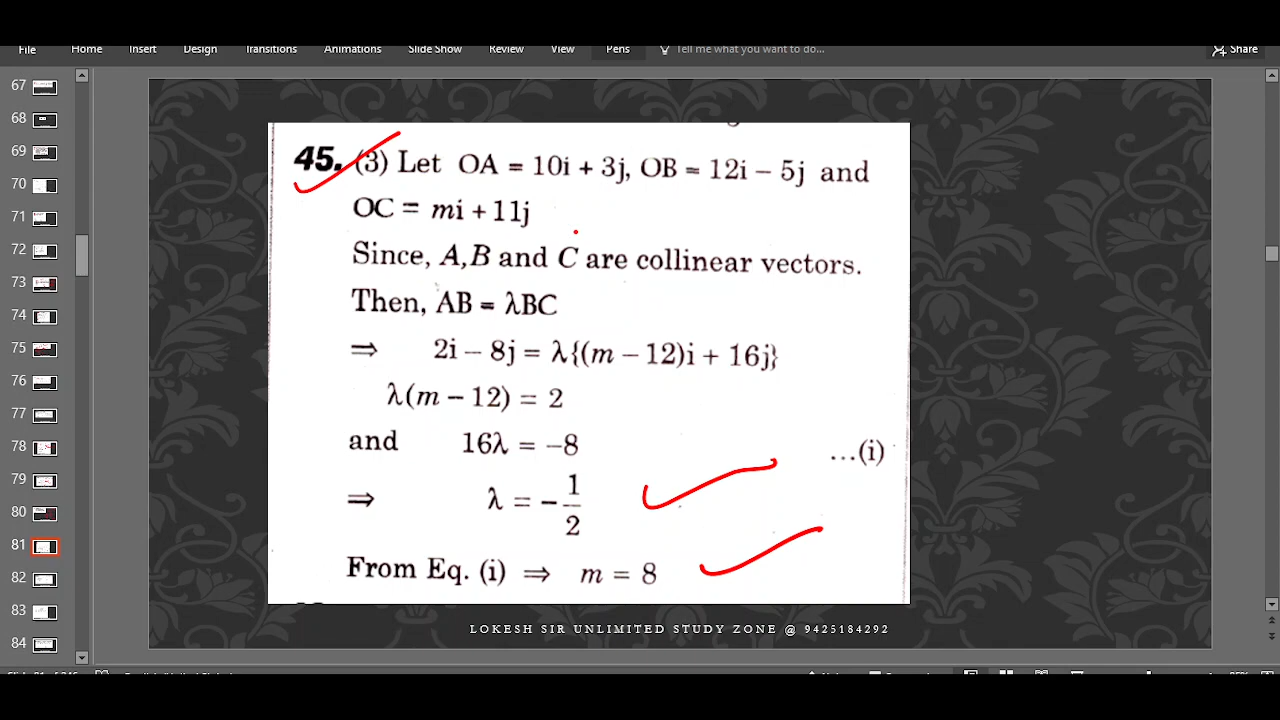 File Home Insert Design Transitions Animations Slide Show Review View Pens Tell me what you want to do... Share
67
68
69
70
71
72
73
74
75
76
77
78
79
80
81
82
83
84
45. (3) Let OA = 10i + 3j, OB = 12i − 5j and
OC = mi + 11j
Since, A,B and C are collinear vectors.
Then, AB = λBC
⇒ 2i − 8j = λ{(m − 12)i + 16j}
λ(m − 12) = 2
and 16λ = −8 ...(i)
⇒ λ = −1/2
From Eq. (i) ⇒ m = 8
LOKESH SIR UNLIMITED STUDY ZONE @ 9425184292